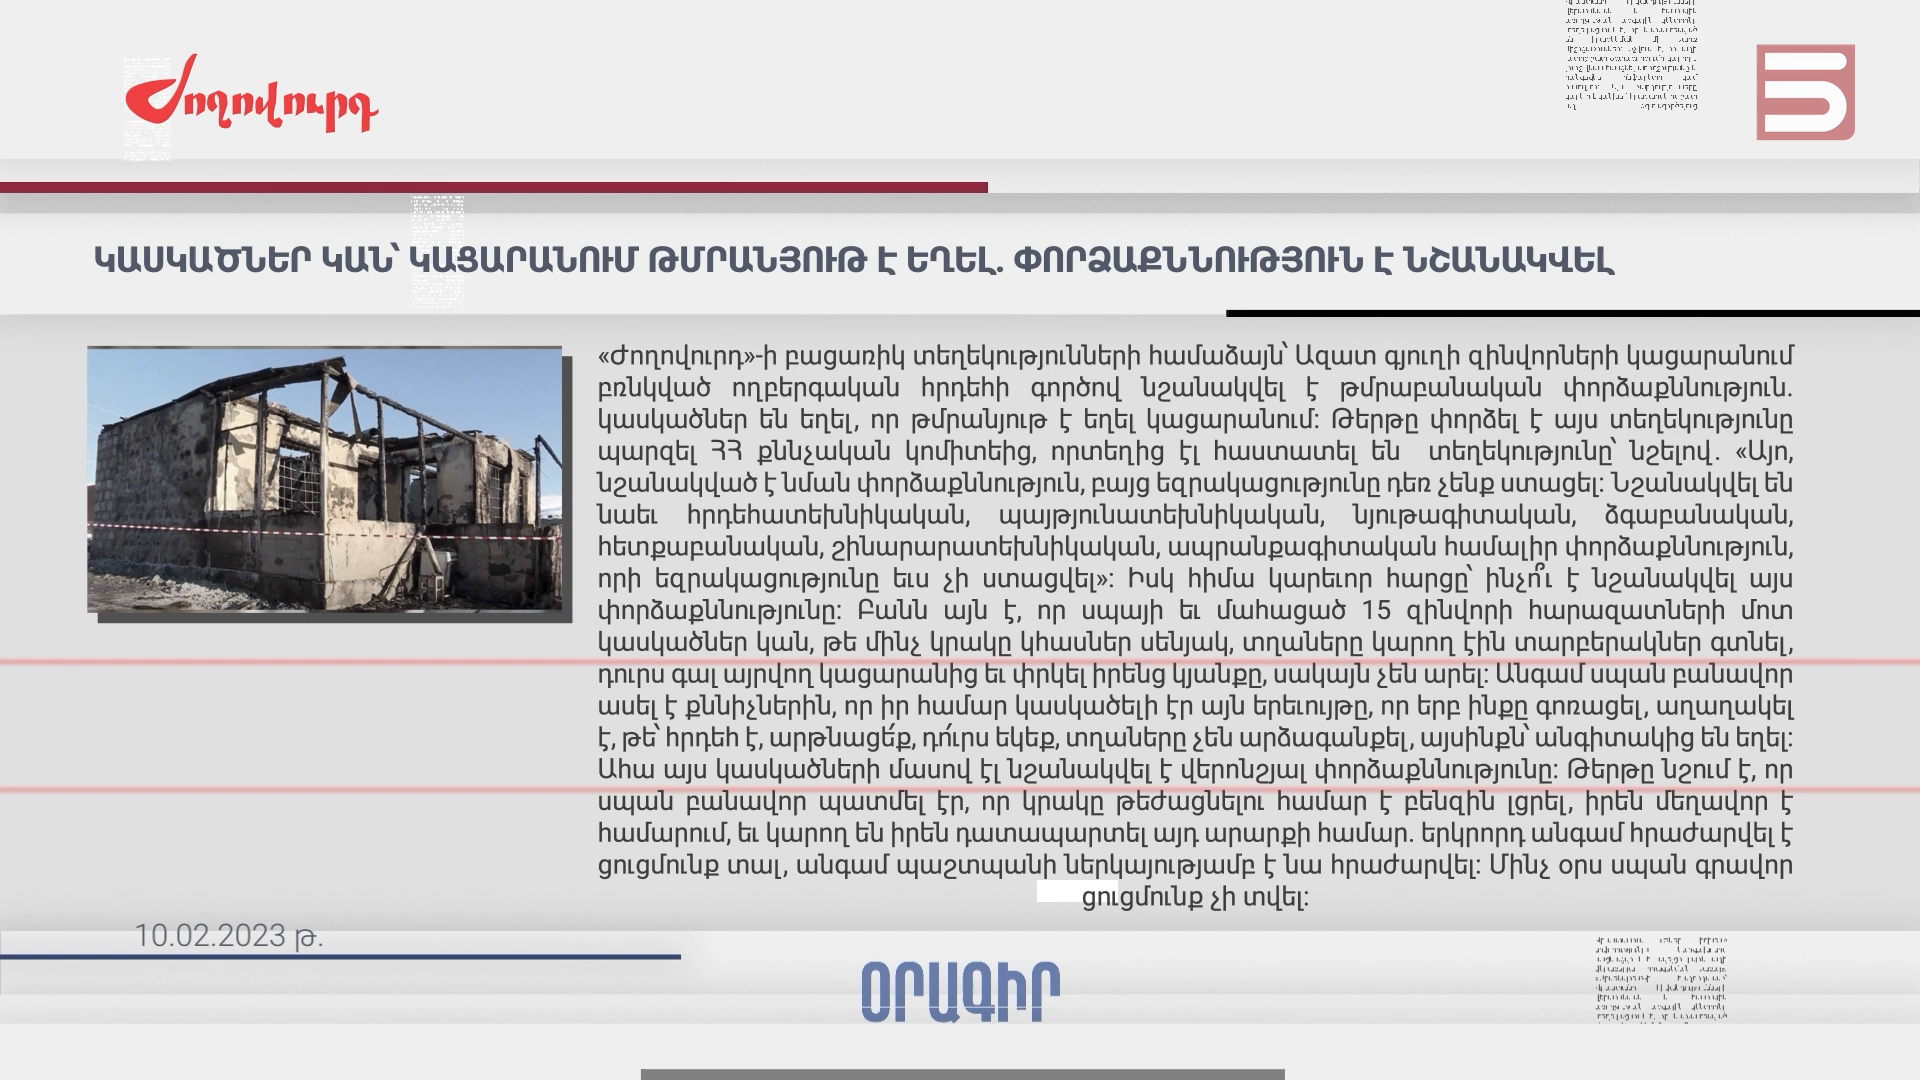 Ժողովուրդ
5
ԿԱՍԿԱԾՆԵՐ ԿԱՆ՝ ԿԱՑԱՐԱՆՈՒՄ ԹՄՐԱՆՅՈՒԹ Է ԵՂԵԼ. ՓՈՐՁԱՔՆՆՈՒԹՅՈՒՆ Է ՆՇԱՆԱԿՎԵԼ
«Ժողովուրդ»-ի բացառիկ տեղեկությունների համաձայն՝ Ազատ գյուղի զինվորների կացարանում
բռնկված ողբերգական հրդեհի գործով նշանակվել է թմրաբանական փորձաքննություն.
կասկածներ են եղել, որ թմրանյութ է եղել կացարանում: Թերթը փորձել է այս տեղեկությունը
պարզել ՀՀ քննչական կոմիտեից, որտեղից էլ հաստատել են տեղեկությունը՝ նշելով. «Այո,
նշանակված է նման փորձաքննություն, բայց եզրակացությունը դեռ չենք ստացել: Նշանակվել են
նաեւ հրդեհատեխնիկական, պայթյունատեխնիկական, նյութագիտական, ձգաբանական,
հետքաբանական, շինարարատեխնիկական, ապրանքագիտական համալիր փորձաքննություն,
որի եզրակացությունը եւս չի ստացվել»: Իսկ հիմա կարեւոր հարցը՝ ինչո՞ւ է նշանակվել այս
փորձաքննությունը: Բանն այն է, որ սպայի եւ մահացած 15 զինվորի հարազատների մոտ
կասկածներ կան, թե մինչ կրակը կհասներ սենյակ, տղաները կարող էին տարբերակներ գտնել,
դուրս գալ այրվող կացարանից եւ փրկել իրենց կյանքը, սակայն չեն արել: Անգամ սպան բանավոր
ասել է քննիչներին, որ իր համար կասկածելի էր այն երեւույթը, որ երբ ինքը գոռացել, աղաղակել
է, թե՝ հրդեհ է, արթնացե՛ք, դո՛ւրս եկեք, տղաները չեն արձագանքել, այսինքն՝ անգիտակից են եղել:
Ահա այս կասկածների մասով էլ նշանակվել է վերոնշյալ փորձաքննությունը: Թերթը նշում է, որ
սպան բանավոր պատմել էր, որ կրակը թեժացնելու համար է բենզին լցրել, իրեն մեղավոր է
համարում, եւ կարող են իրեն դատապարտել այդ արարքի համար. երկրորդ անգամ հրաժարվել է
ցուցմունք տալ, անգամ պաշտպանի ներկայությամբ է նա հրաժարվել: Մինչ օրս սպան գրավոր
ցուցմունք չի տվել:
10.02.2023 թ.
ՕՐԱԳԻՐ